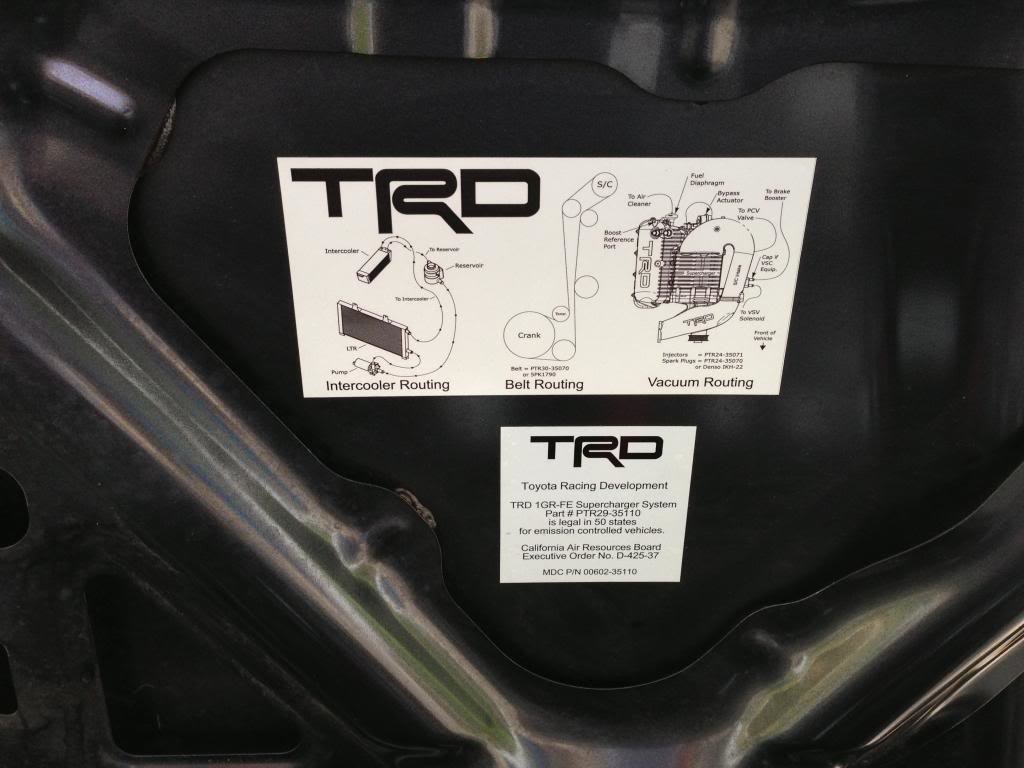 TRD
Intercooler
To Reservoir
Reservoir
To Intercooler
LTR
Pump
Intercooler Routing
S/C
Tens.
Crank
Belt = PTR30-35070
or 5PK1790
Belt Routing
Fuel
Diaphragm
To Air
Cleaner
Bypass
Actuator
To Brake
Booster
To PCV
Valve
Boost
Reference
Port
TRD
Supercharger
S/C Intake
Cap if
VSC
Equip.
TRD
To VSV
Solenoid
Front of
Vehicle
Injectors = PTR24-35071
Spark Plugs = PTR24-35070
or Denso IKH-22
Vacuum Routing
TRD
Toyota Racing Development
TRD 1GR-FE Supercharger System
Part # PTR29-35110
is legal in 50 states
for emission controlled vehicles.
California Air Resources Board
Executive Order No. D-425-37
MDC P/N 00602-35110